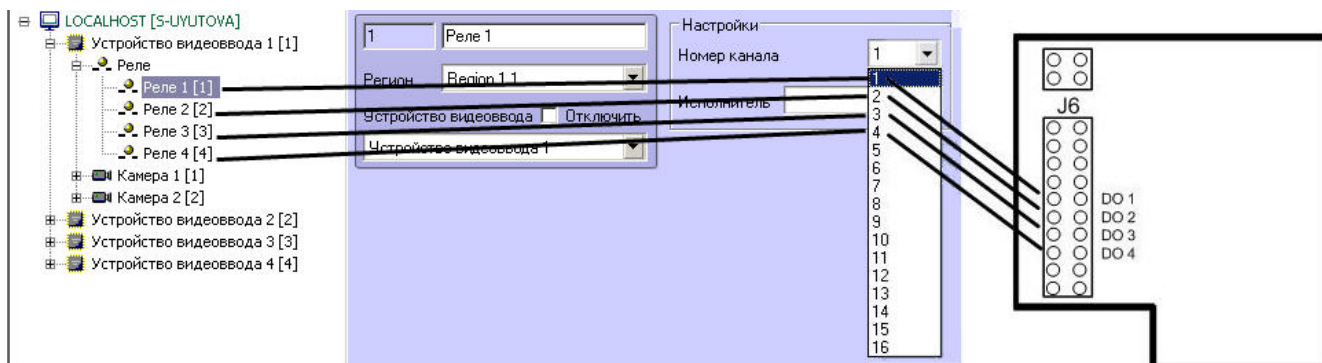 LOCALHOST [S-UYUTOVA]
Устройство видеоввода 1 [1]
Реле
Реле 1 [1]
Реле 2 [2]
Реле 3 [3]
Реле 4 [4]
Камера 1 [1]
Камера 2 [2]
Устройство видеоввода 2 [2]
Устройство видеоввода 3 [3]
Устройство видеоввода 4 [4]
1
Реле 1
Регион
Region 1.1
Устройство видеоввода
Отключить
Устройство видеоввода 1
Настройки
Номер канала
1
Исполнитель
1
2
3
4
5
6
7
8
9
10
11
12
13
14
15
16
J6
DO 1
DO 2
DO 3
DO 4